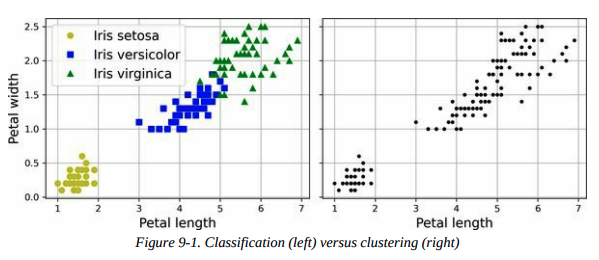 2.5
2.0
1.5
1.0
0.5
0.0
Petal width
Iris setosa
Iris versicolor
Iris virginica
1 2 3 4 5 6 7
Petal length
1 2 3 4 5 6 7
Petal length
Figure 9-1. Classification (left) versus clustering (right)